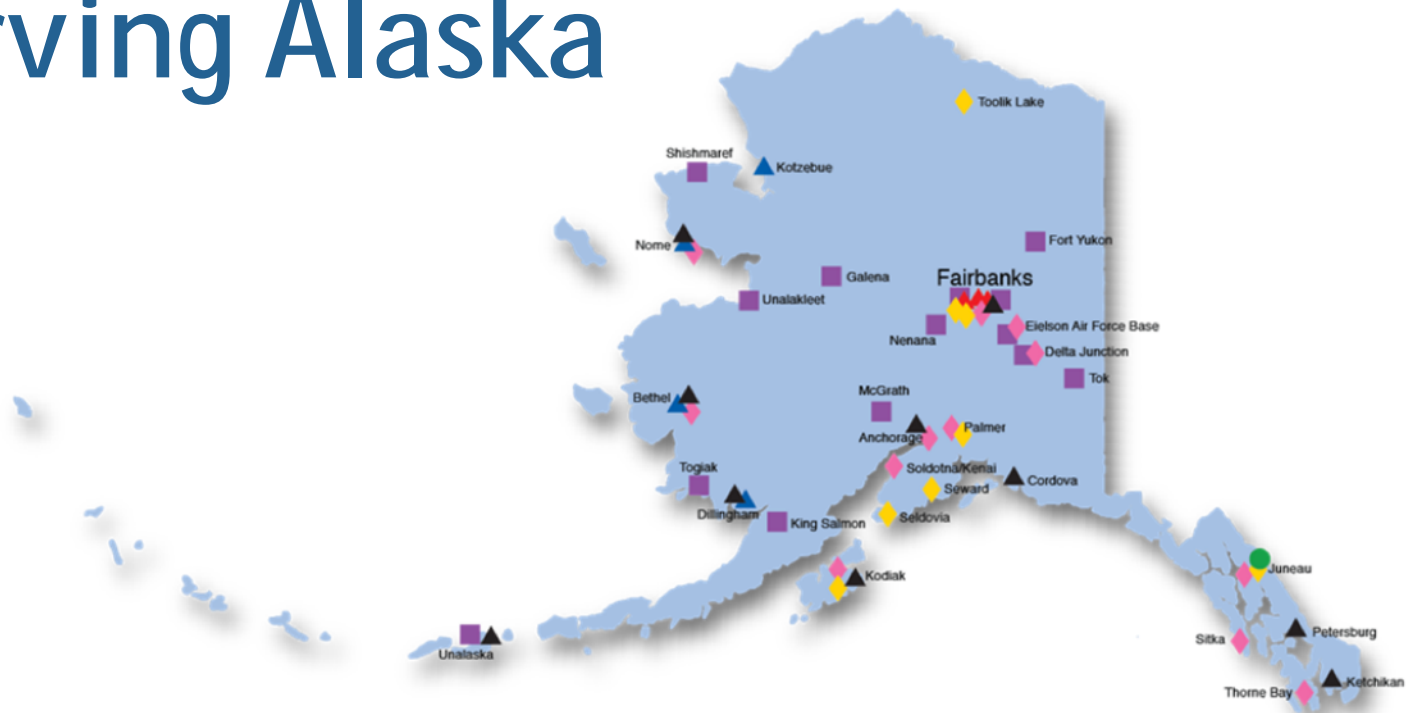 rving Alaska
Toolik Lake
Shishmaref
Kotzebue
Fort Yukon
Nome
Galena
Fairbanks
Unalakleet
Eielson Air Force Base
Nenana
Delta Junction
Tok
McGrath
Bethel
Palmer
Anchorage
Togiak
Soldotna/Kenai
Cordova
Seward
Dillingham
Seldovia
King Salmon
Juneau
Kodiak
Petersburg
Sitka
Unalaska
Ketchikan
Thorne Bay